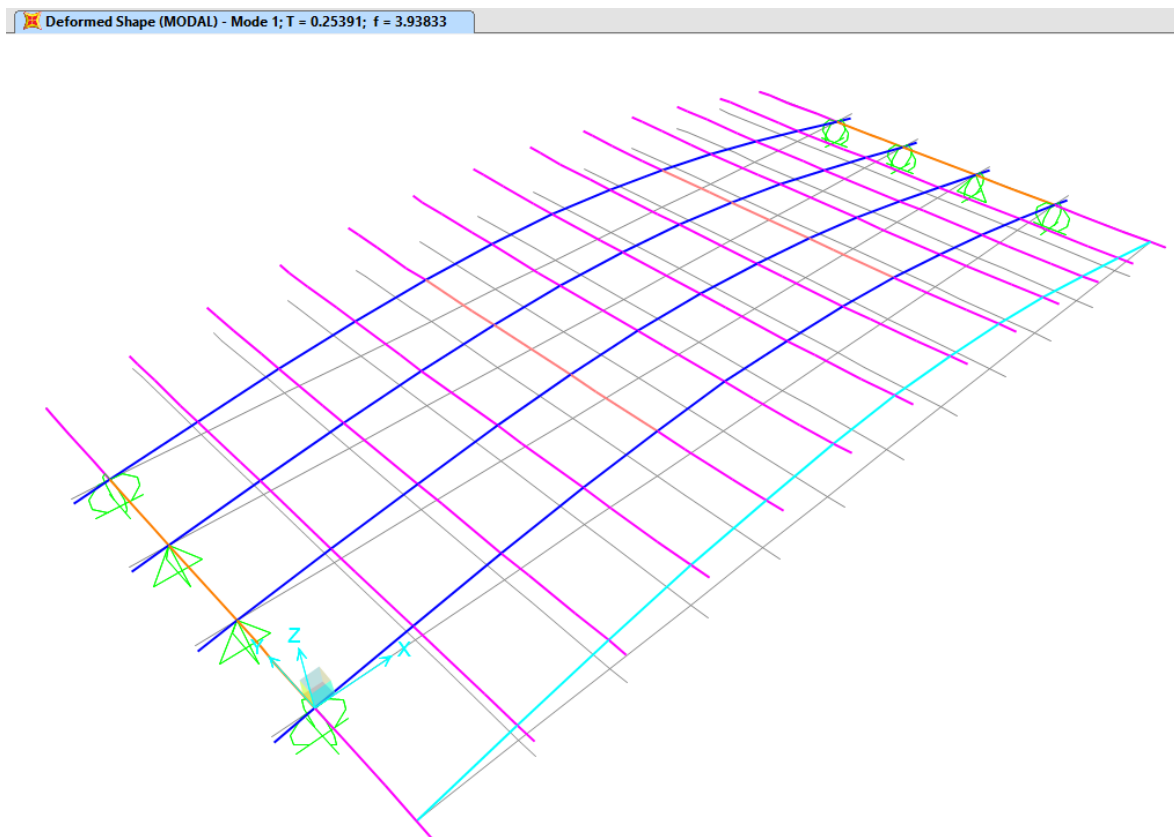 Deformed Shape (MODAL) - Mode 1; T = 0.25391; f = 3.93833
Z
Y
X